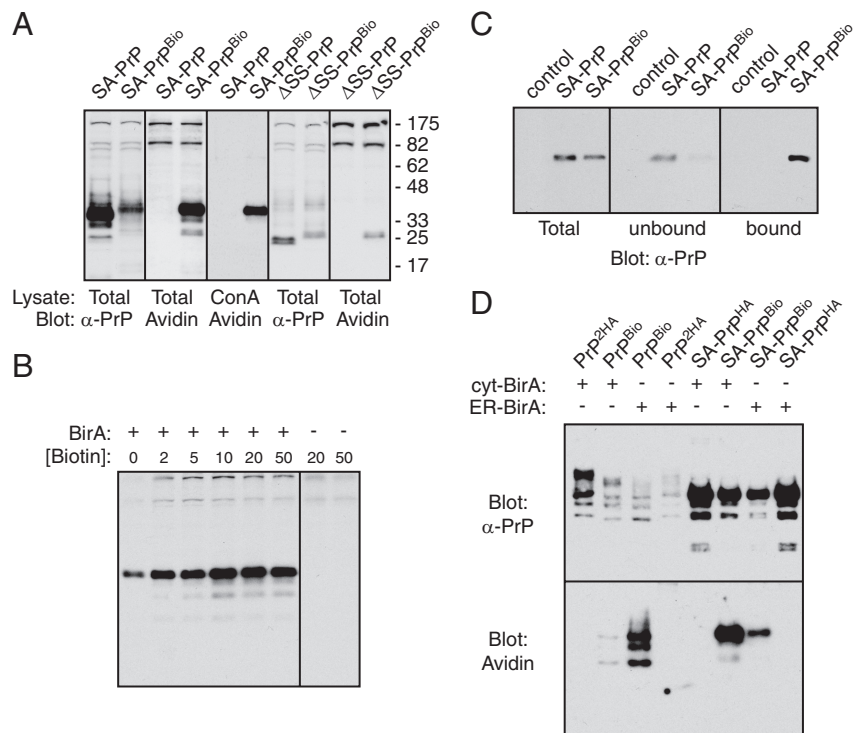 A
SA-PrP SA-PrPBio SA-PrP SA-PrPBio SA-PrP SA-PrPBio ΔSS-PrP ΔSS-PrPBio ΔSS-PrP ΔSS-PrPBio
- 175
- 82
- 62
- 48
- 33
- 25
- 17
Lysate: Total Total ConA Total Total
Blot: α-PrP Avidin Avidin α-PrP Avidin
B
BirA: + + + + + + - -
[Biotin]: 0 2 5 10 20 50 20 50
C
control SA-PrP SA-PrPBio control SA-PrP SA-PrPBio control SA-PrP SA-PrPBio
Total unbound bound
Blot: α-PrP
D
PrP2HA PrPBio PrPBio PrP2HA SA-PrPHA SA-PrPBio SA-PrPBio SA-PrPHA
cyt-BirA: + + - - + + - -
ER-BirA: - - + + - - + +
Blot:
α-PrP
Blot:
Avidin